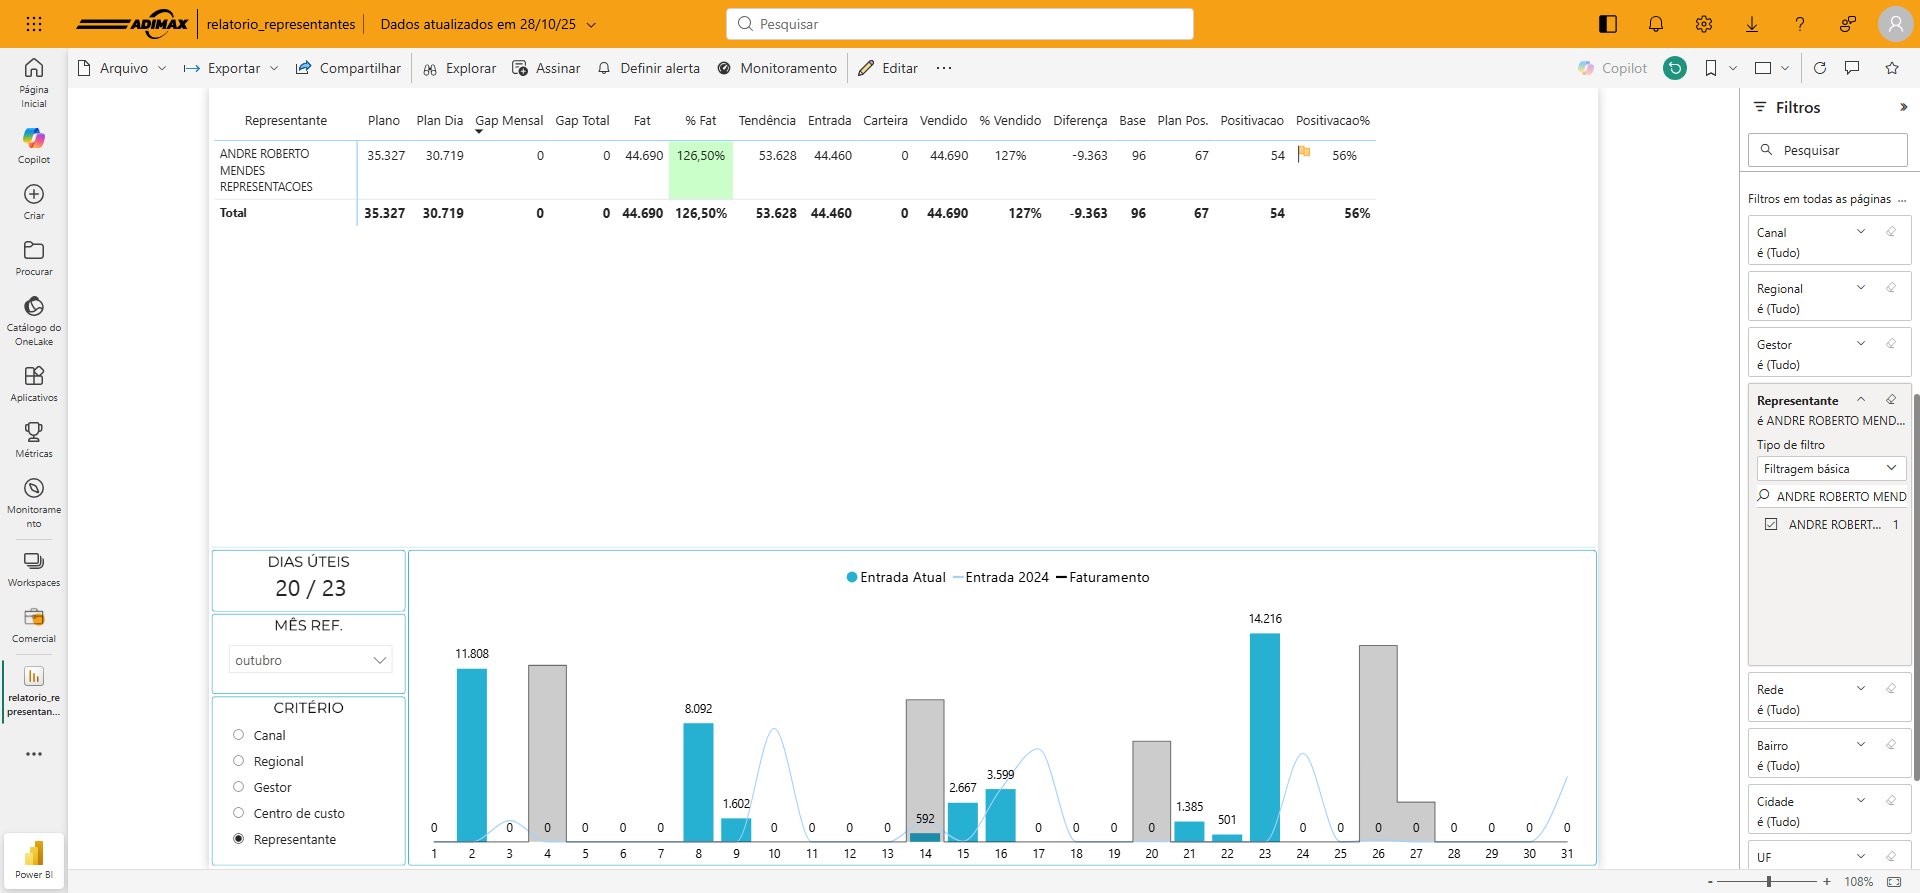 ADIMAX
relatorio_representantes
Dados atualizados em 28/10/25
Pesquisar
A
Arquivo
Exportar
Compartilhar
Explorar
Assinar
Definir alerta
Monitoramento
Editar
...
Copilot
Página
Inicial
Copilot
Criar
Procurar
Catálogo do
OneLake
Aplicativos
Métricas
Monitorame
nto
Workspaces
Comercial
relatorio_re
presentan...
Power BI
Representante Plano Plan Dia Gap Mensal Gap Total Fat % Fat Tendência Entrada Carteira Vendido % Vendido Diferença Base Plan Pos. Positivacao Positivacao%
ANDRE ROBERTO 35.327 30.719 0 0 44.690 126,50% 53.628 44.460 0 44.690 127% -9.363 96 67 54 56%
MENDES
REPRESENTACOES
Total 35.327 30.719 0 0 44.690 126,50% 53.628 44.460 0 44.690 127% -9.363 96 67 54 56%
DIAS ÚTEIS
20 / 23
MÊS REF.
outubro
CRITÉRIO
Canal
Regional
Gestor
Centro de custo
Representante
Entrada Atual Entrada 2024 Faturamento
0 11.808 0 0 0 0 0 8.092 1.602 0 0 0 0 592 2.667 3.599 0 0 0 0 1.385 501 14.216 0 0 0 0 0 0 0 0
1 2 3 4 5 6 7 8 9 10 11 12 13 14 15 16 17 18 19 20 21 22 23 24 25 26 27 28 29 30 31
Filtros
Pesquisar
Filtros em todas as páginas ...
Canal
é (Tudo)
Regional
é (Tudo)
Gestor
é (Tudo)
Representante
é ANDRE ROBERTO MEND...
Tipo de filtro
Filtragem básica
ANDRE ROBERTO MEND
ANDRE ROBERT... 1
Rede
é (Tudo)
Bairro
é (Tudo)
Cidade
é (Tudo)
UF
- + 108%